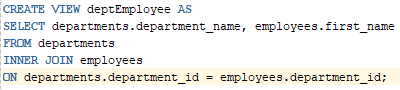 CREATE VIEW deptEmployee AS
SELECT departments.department_name, employees.first_name
FROM departments
INNER JOIN employees
ON departments.department_id = employees.department_id;